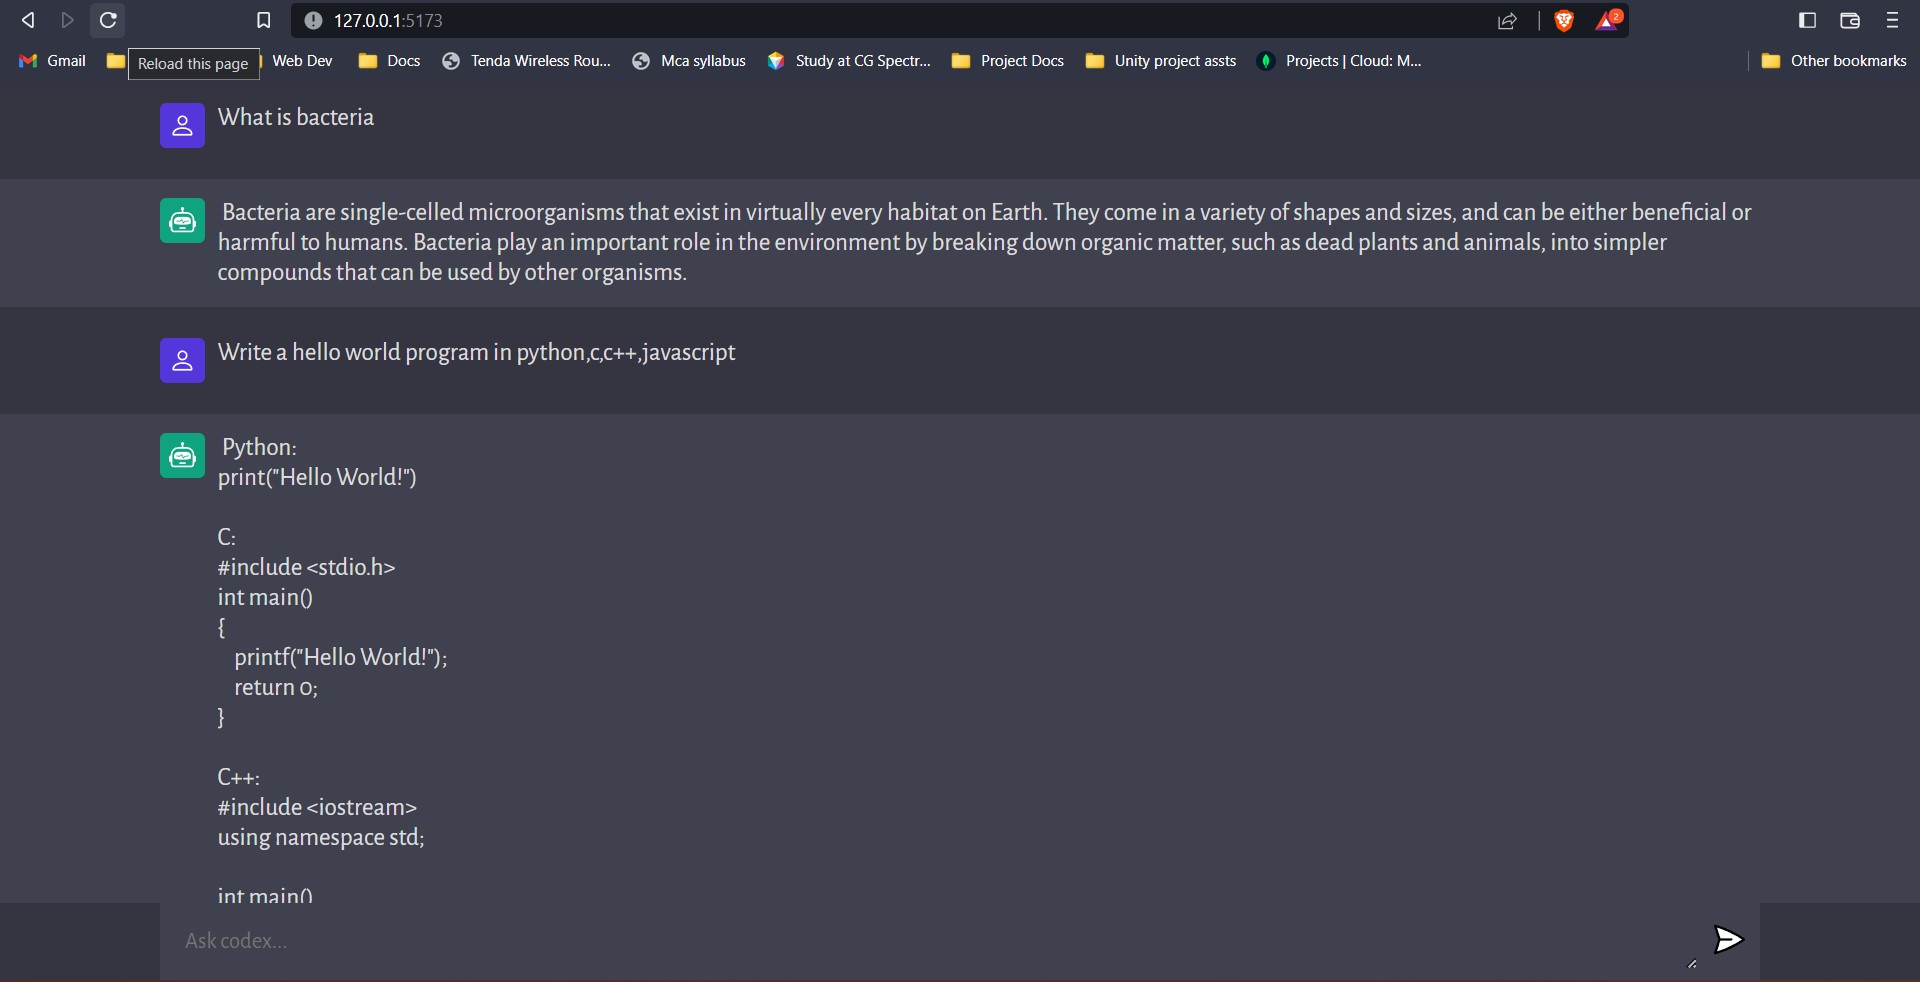 127.0.0.1:5173
2
Gmail
Reload this page
Web Dev
Docs
Tenda Wireless Rou...
Mca syllabus
Study at CG Spectr...
Project Docs
Unity project assts
Projects | Cloud: M...
Other bookmarks
What is bacteria
Bacteria are single-celled microorganisms that exist in virtually every habitat on Earth. They come in a variety of shapes and sizes, and can be either beneficial or
harmful to humans. Bacteria play an important role in the environment by breaking down organic matter, such as dead plants and animals, into simpler
compounds that can be used by other organisms.
Write a hello world program in python,c,c++,javascript
Python:
print("Hello World!")
C:
#include <stdio.h>
int main()
{
printf("Hello World!");
return 0;
}
C++:
#include <iostream>
using namespace std;
int main()
Ask codex...